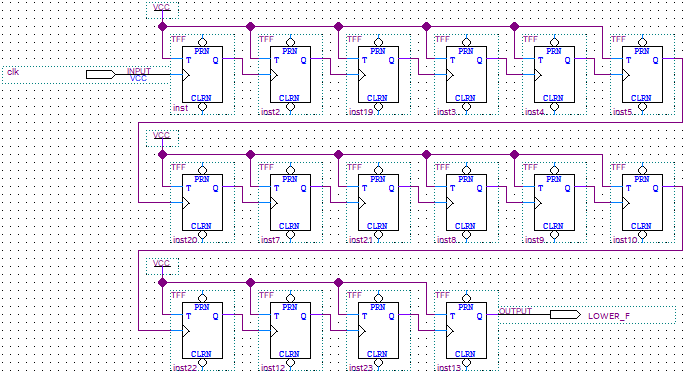 VCC
TFF TFF TFF TFF TFF TFF
PRN PRN PRN PRN PRN PRN
T Q T Q T Q T Q T Q T Q
clk INPUT
VCC
CLRN CLRN CLRN CLRN CLRN CLRN
inst inst2 inst19 inst3 inst4 inst5
VCC
TFF TFF TFF TFF TFF TFF
PRN PRN PRN PRN PRN PRN
T Q T Q T Q T Q T Q T Q
CLRN CLRN CLRN CLRN CLRN CLRN
inst20 inst7 inst21 inst8 inst9 inst10
VCC
TFF TFF TFF TFF
PRN PRN PRN PRN
T Q T Q T Q T Q
OUTPUT LOWER_F
CLRN CLRN CLRN CLRN
inst22 inst12 inst23 inst13